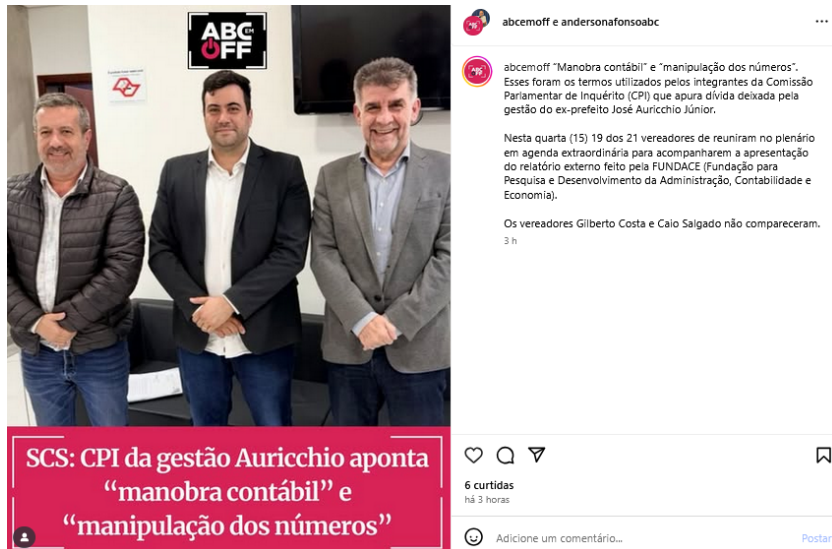 ABC EM
OFF
SCS: CPI da gestão Auricchio aponta
“manobra contábil” e
“manipulação dos números”
abcemoff e andersonafonsoabc
abcemoff “Manobra contábil” e “manipulação dos números”.
Esses foram os termos utilizados pelos integrantes da Comissão
Parlamentar de Inquérito (CPI) que apura dívida deixada pela
gestão do ex-prefeito José Auricchio Júnior.
Nesta quarta (15) 19 dos 21 vereadores de reuniram no plenário
em agenda extraordinária para acompanharem a apresentação
do relatório externo feito pela FUNDACE (Fundação para
Pesquisa e Desenvolvimento da Administração, Contabilidade e
Economia).
Os vereadores Gilberto Costa e Caio Salgado não compareceram.
3 h
6 curtidas
há 3 horas
Adicione um comentário...
Postar